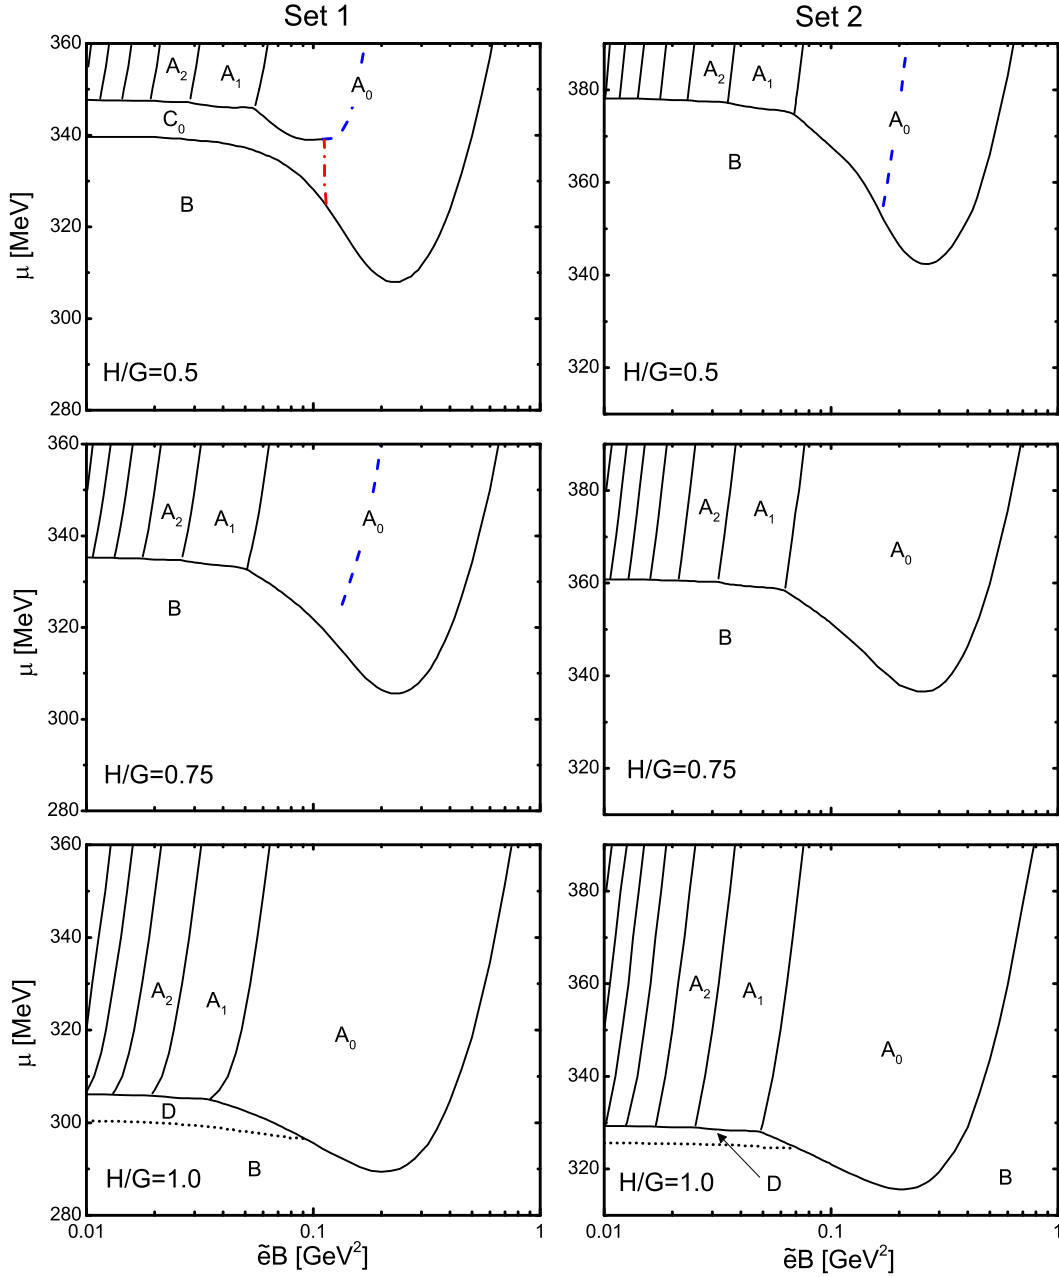 Set 1
Set 2
360
340
320
300
280
μ [MeV]
A₂
A₁
A₀
C₀
B
H/G=0.5
380
360
340
320
A₂
A₁
A₀
B
H/G=0.5
360
340
320
300
280
μ [MeV]
A₂
A₁
A₀
B
H/G=0.75
380
360
340
320
A₂
A₁
A₀
B
H/G=0.75
360
340
320
300
280
μ [MeV]
A₂
A₁
A₀
D
B
H/G=1.0
0.01
0.1
1
ẽB [GeV²]
380
360
340
320
A₂
A₁
A₀
D
B
H/G=1.0
0.01
0.1
1
ẽB [GeV²]